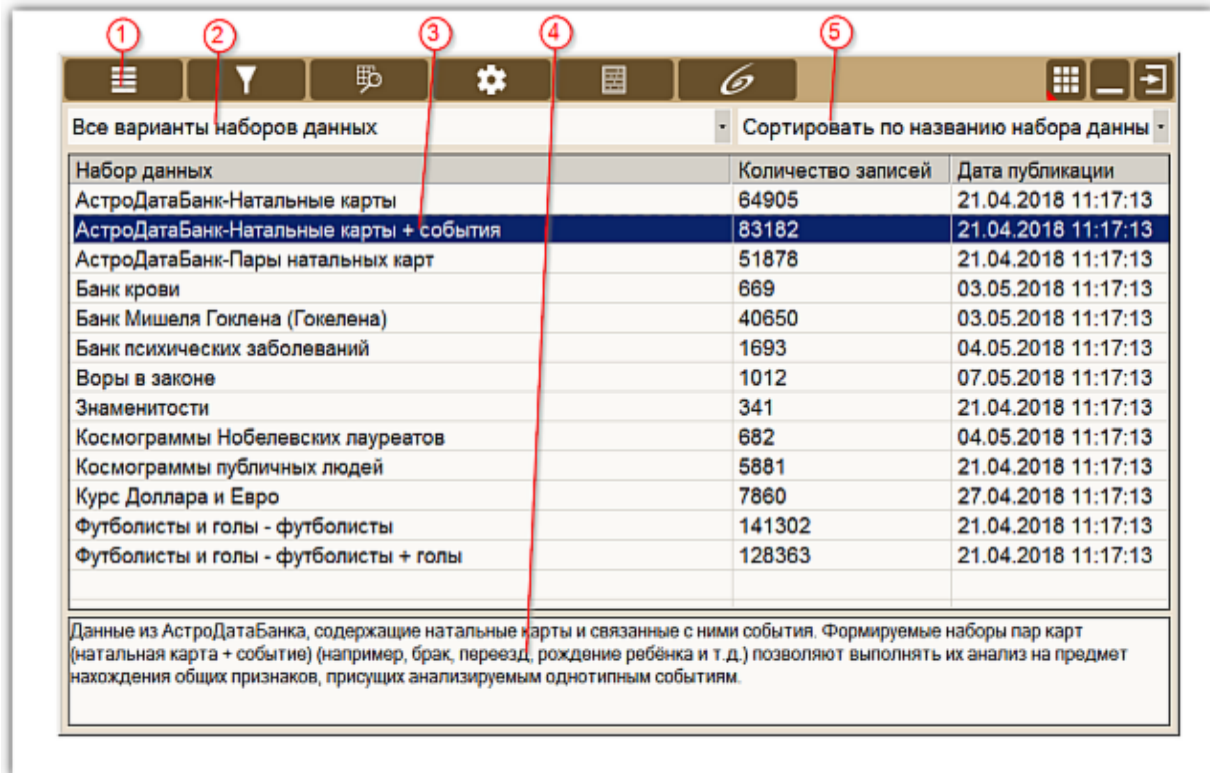 1 2 3 4 5
Все варианты наборов данных Сортировать по названию набора данны
Набор данных Количество записей Дата публикации
АстроДатаБанк-Натальные карты 64905 21.04.2018 11:17:13
АстроДатаБанк-Натальные карты + события 83182 21.04.2018 11:17:13
АстроДатаБанк-Пары натальных карт 51878 21.04.2018 11:17:13
Банк крови 669 03.05.2018 11:17:13
Банк Мишеля Гоклена (Гокелена) 40650 03.05.2018 11:17:13
Банк психических заболеваний 1693 04.05.2018 11:17:13
Воры в законе 1012 07.05.2018 11:17:13
Знаменитости 341 21.04.2018 11:17:13
Космограммы Нобелевских лауреатов 682 04.05.2018 11:17:13
Космограммы публичных людей 5881 21.04.2018 11:17:13
Курс Доллара и Евро 7860 27.04.2018 11:17:13
Футболисты и голы - футболисты 141302 21.04.2018 11:17:13
Футболисты и голы - футболисты + голы 128363 21.04.2018 11:17:13
Данные из АстроДатаБанка, содержащие натальные карты и связанные с ними события. Формируемые наборы пар карт
(натальная карта + событие) (например, брак, переезд, рождение ребёнка и т.д.) позволяют выполнять их анализ на предмет
нахождения общих признаков, присущих анализируемым однотипным событиям.